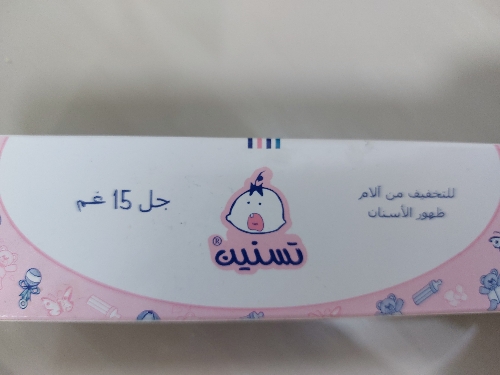 للتخفيف من آلام
ظهور الأسنان
تسنين®
جل 15 غم